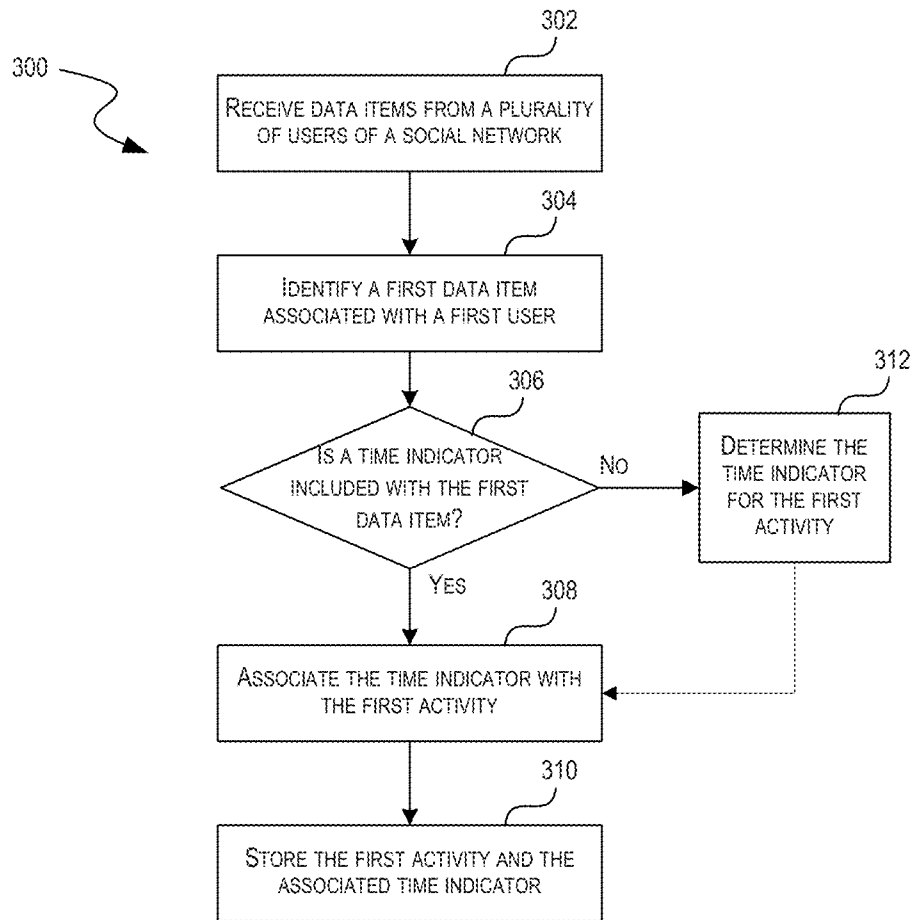 302
300
RECEIVE DATA ITEMS FROM A PLURALITY
OF USERS OF A SOCIAL NETWORK
304
IDENTIFY A FIRST DATA ITEM
ASSOCIATED WITH A FIRST USER
306
IS A TIME INDICATOR
INCLUDED WITH THE FIRST
DATA ITEM?
NO
312
DETERMINE THE
TIME INDICATOR
FOR THE FIRST
ACTIVITY
YES
308
ASSOCIATE THE TIME INDICATOR WITH
THE FIRST ACTIVITY
310
STORE THE FIRST ACTIVITY AND THE
ASSOCIATED TIME INDICATOR